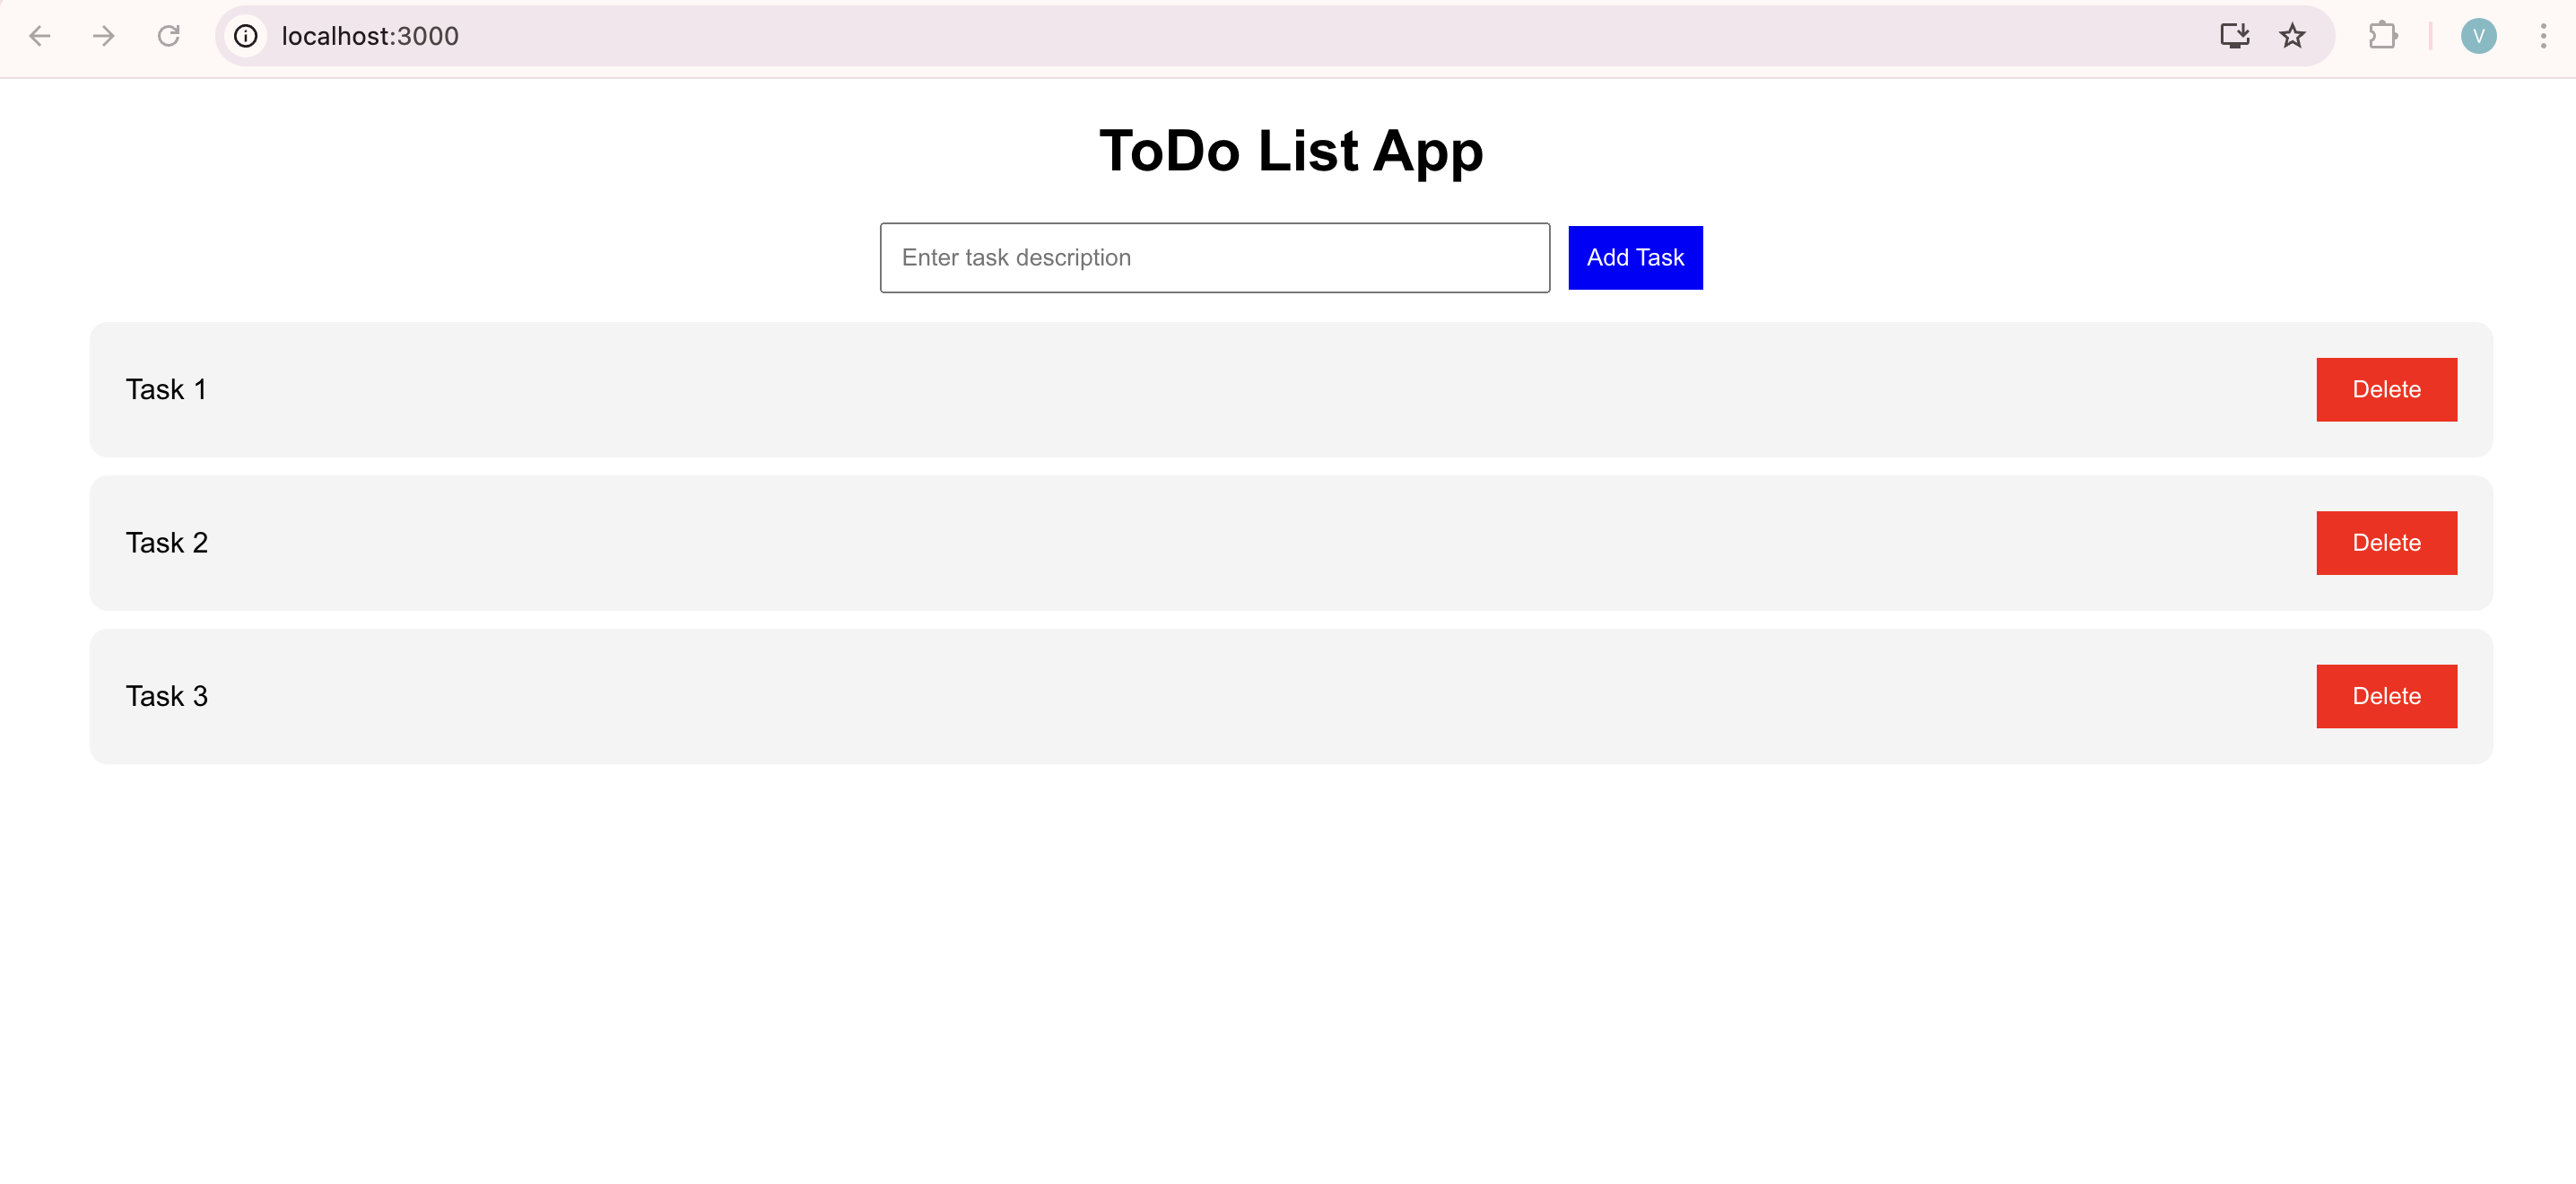 localhost:3000
V
ToDo List App
Enter task description
Add Task
Task 1
Delete
Task 2
Delete
Task 3
Delete